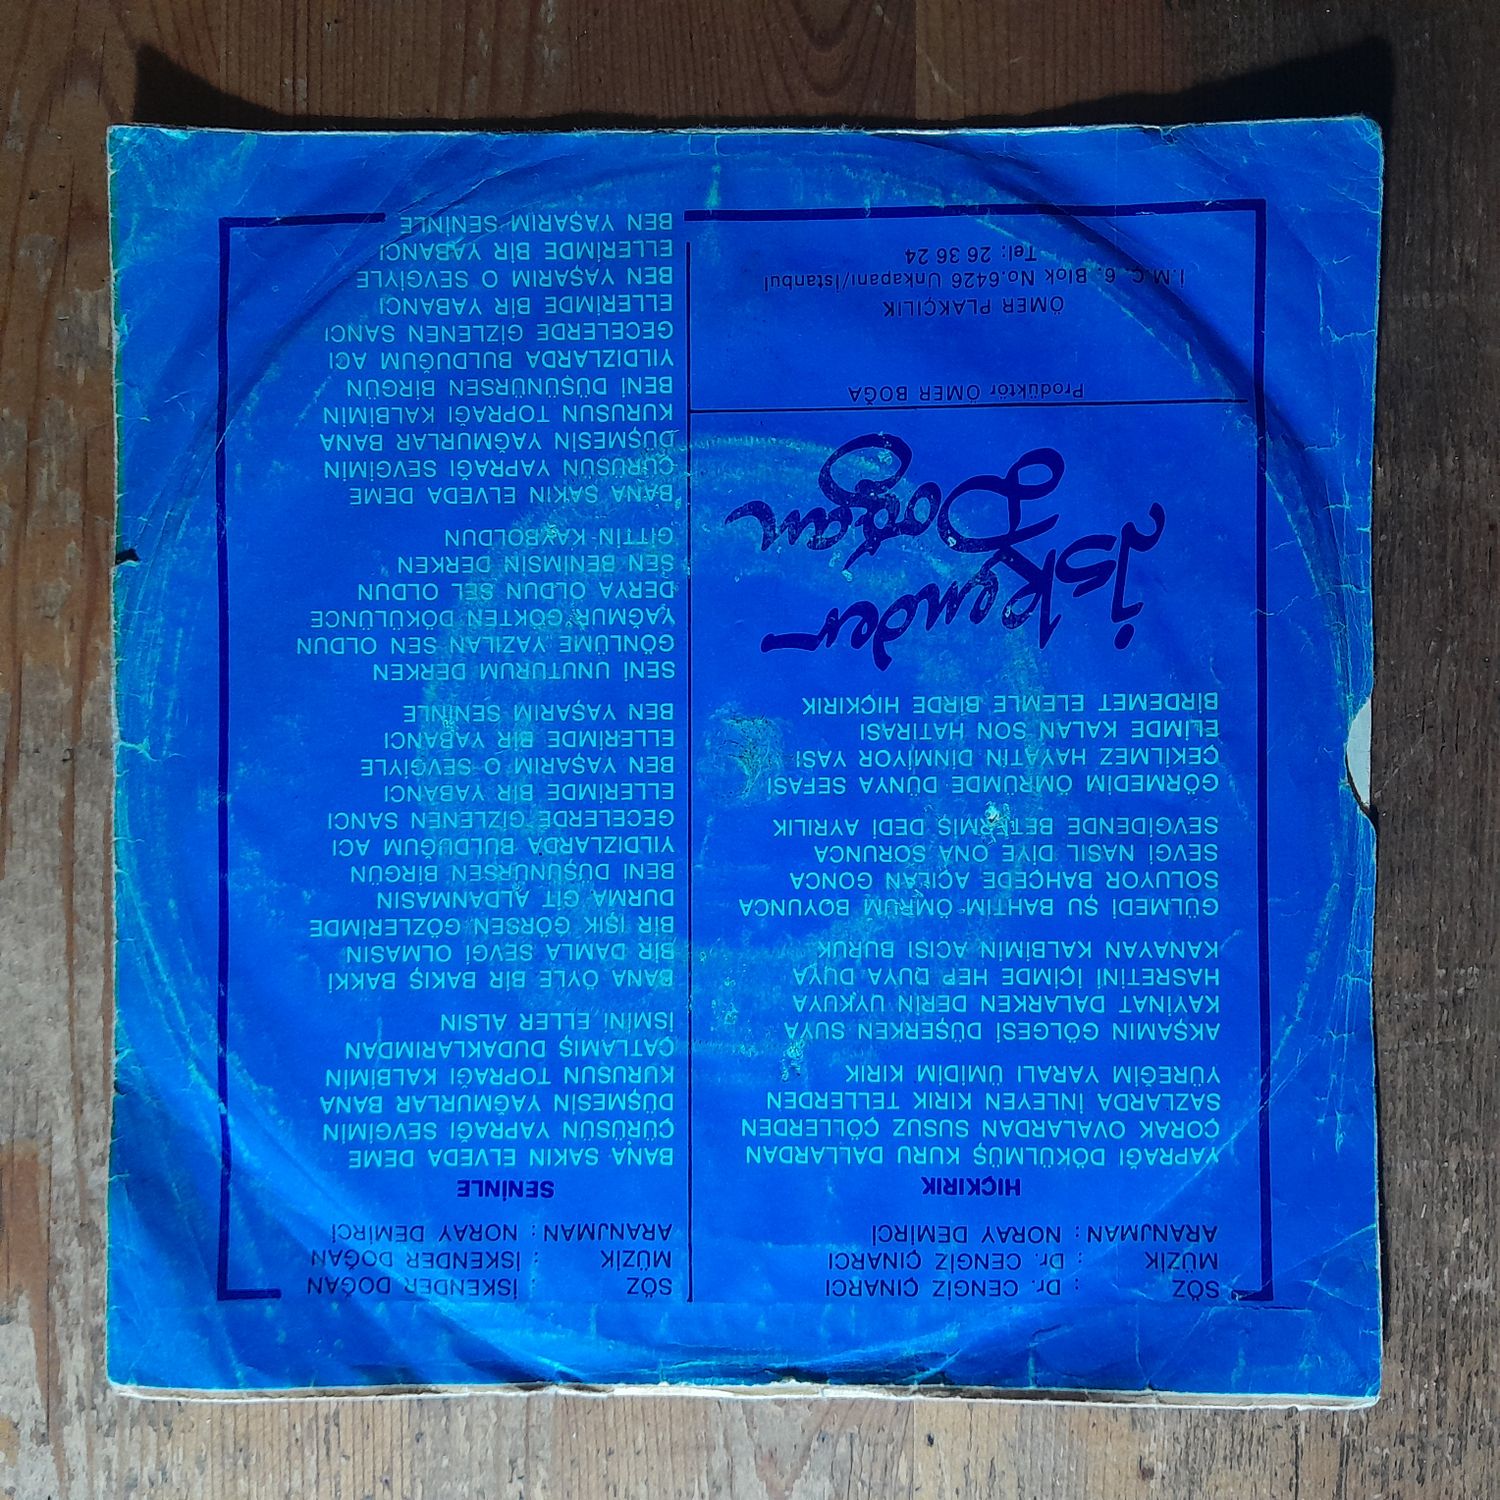 SÖZ : Dr. CENGİZ ÇINARCI
MÜZİK : Dr. CENGİZ ÇINARCI
ARANJMAN : NORAY DEMİRCİ
HIÇKIRIK
YAPRAĞI DÖKÜLMÜŞ KURU DALLARDAN
ÇORAK OVALARDAN SUSUZ ÇÖLLERDEN
SAZLARDA İNLEYEN KIRIK TELLERDEN
YÜREĞİM YARALI ÜMİDİM KIRIK
AKŞAMIN GÖLGESİ DÜŞERKEN SUYA
KAYİNAT DALARKEN DERİN UYKUYA
HASRETİNİ İÇİMDE HEP DUYA DUYA
KANAYAN KALBİMİN ACISI BURUK
GÜLMEDİ ŞU BAHTIM ÖMRÜM BOYUNCA
SOLUYOR BAHÇEDE AÇILAN GONCA
SEVGİ NASIL DİYE ONA SORUNCA
SEVGİDENDE BETERMİŞ DEDİ AYRILIK
GÖRMEDİM ÖMRÜMDE DÜNYA SEFASI
ÇEKİLMEZ HAYATIN DİNMİYOR YASI
ELİMDE KALAN SON HATIRASI
BİRDEMET ELEMLE BİRDE HIÇKIRIK
İskender
Doğan
Prodüktör ÖMER BOĞA
ÖMER PLAKÇILIK
İ.M.Ç. 6. Blok No.6426 Unkapanı/İstanbul
Tel: 26 36 24
SÖZ : İSKENDER DOĞAN
MÜZİK : İSKENDER DOĞAN
ARANJMAN : NORAY DEMİRCİ
SENİNLE
BANA SAKIN ELVEDA DEME
ÇÜRÜSÜN YAPRAĞI SEVGİMİN
DÜŞMESİN YAĞMURLAR BANA
KURUSUN TOPRAĞI KALBİMİN
ÇATLAMIŞ DUDAKLARIMDAN
İSMİNİ ELLER ALSIN
BANA ÖYLE BİR BAKIŞ BAKKİ
BİR DAMLA SEVGİ OLMASIN
BİR IŞIK GÖRSEN GÖZLERİMDE
DURMA GİT ALDANMASIN
BENİ DÜŞÜNÜRSEN BİRGÜN
YILDIZLARDA BULDUĞUM ACI
GECELERDE GİZLENEN SANCI
ELLERİMDE BİR YABANCI
BEN YAŞARIM O SEVGİYLE
ELLERİMDE BİR YABANCI
BEN YAŞARIM SENİNLE
SENİ UNUTURUM DERKEN
GÖNLÜME YAZILAN SEN OLDUN
YAĞMUR GÖKTEN DÖKÜLÜNCE
DERYA OLDUN SEL OLDUN
SEN BENİMSİN DERKEN
GİTTİN KAYBOLDUN
BANA SAKIN ELVEDA DEME
ÇÜRÜSÜN YAPRAĞI SEVGİMİN
DÜŞMESİN YAĞMURLAR BANA
KURUSUN TOPRAĞI KALBİMİN
BENİ DÜŞÜNÜRSEN BİRGÜN
YILDIZLARDA BULDUĞUM ACI
GECELERDE GİZLENEN SANCI
ELLERİMDE BİR YABANCI
BEN YAŞARIM O SEVGİYLE
ELLERİMDE BİR YABANCI
BEN YAŞARIM SENİNLE